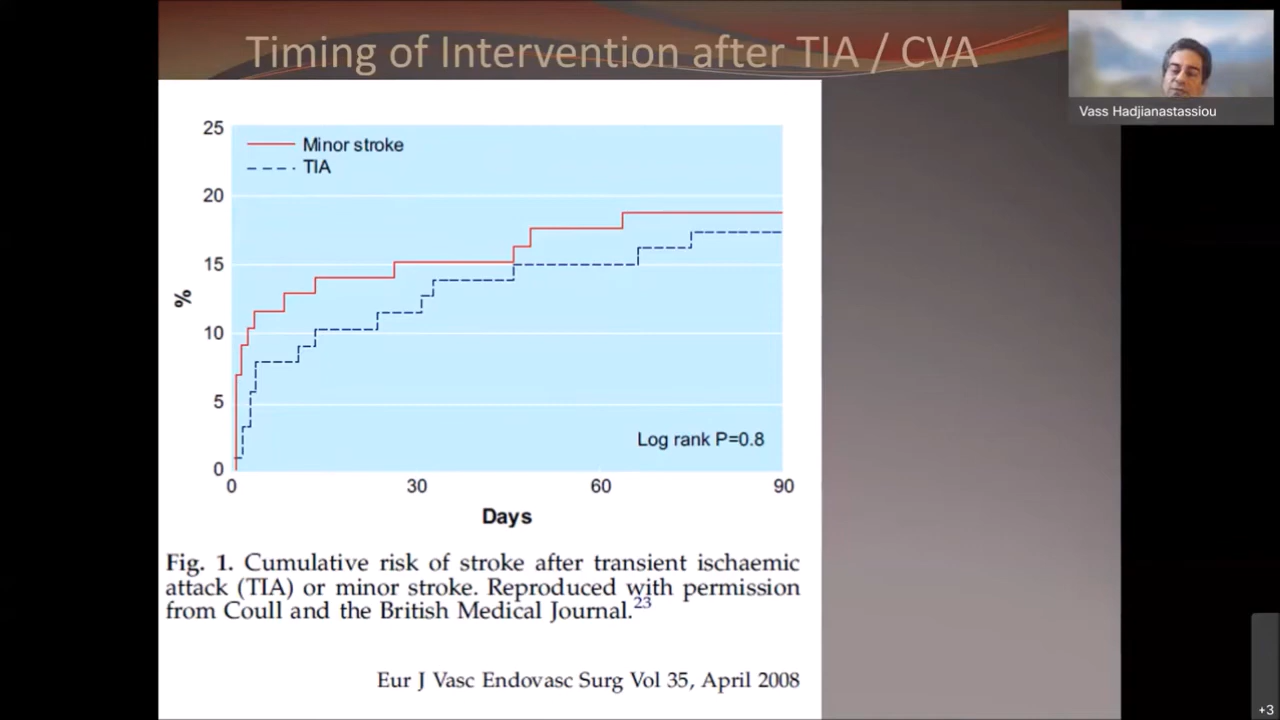 Timing of Intervention after TIA / CVA
Vass Hadjianastassiou
25
Minor stroke
TIA
20
15
%
10
5
Log rank P=0.8
0
0 30 60 90
Days
Fig. 1. Cumulative risk of stroke after transient ischaemic
attack (TIA) or minor stroke. Reproduced with permission
from Coull and the British Medical Journal.23
Eur J Vasc Endovasc Surg Vol 35, April 2008
+3